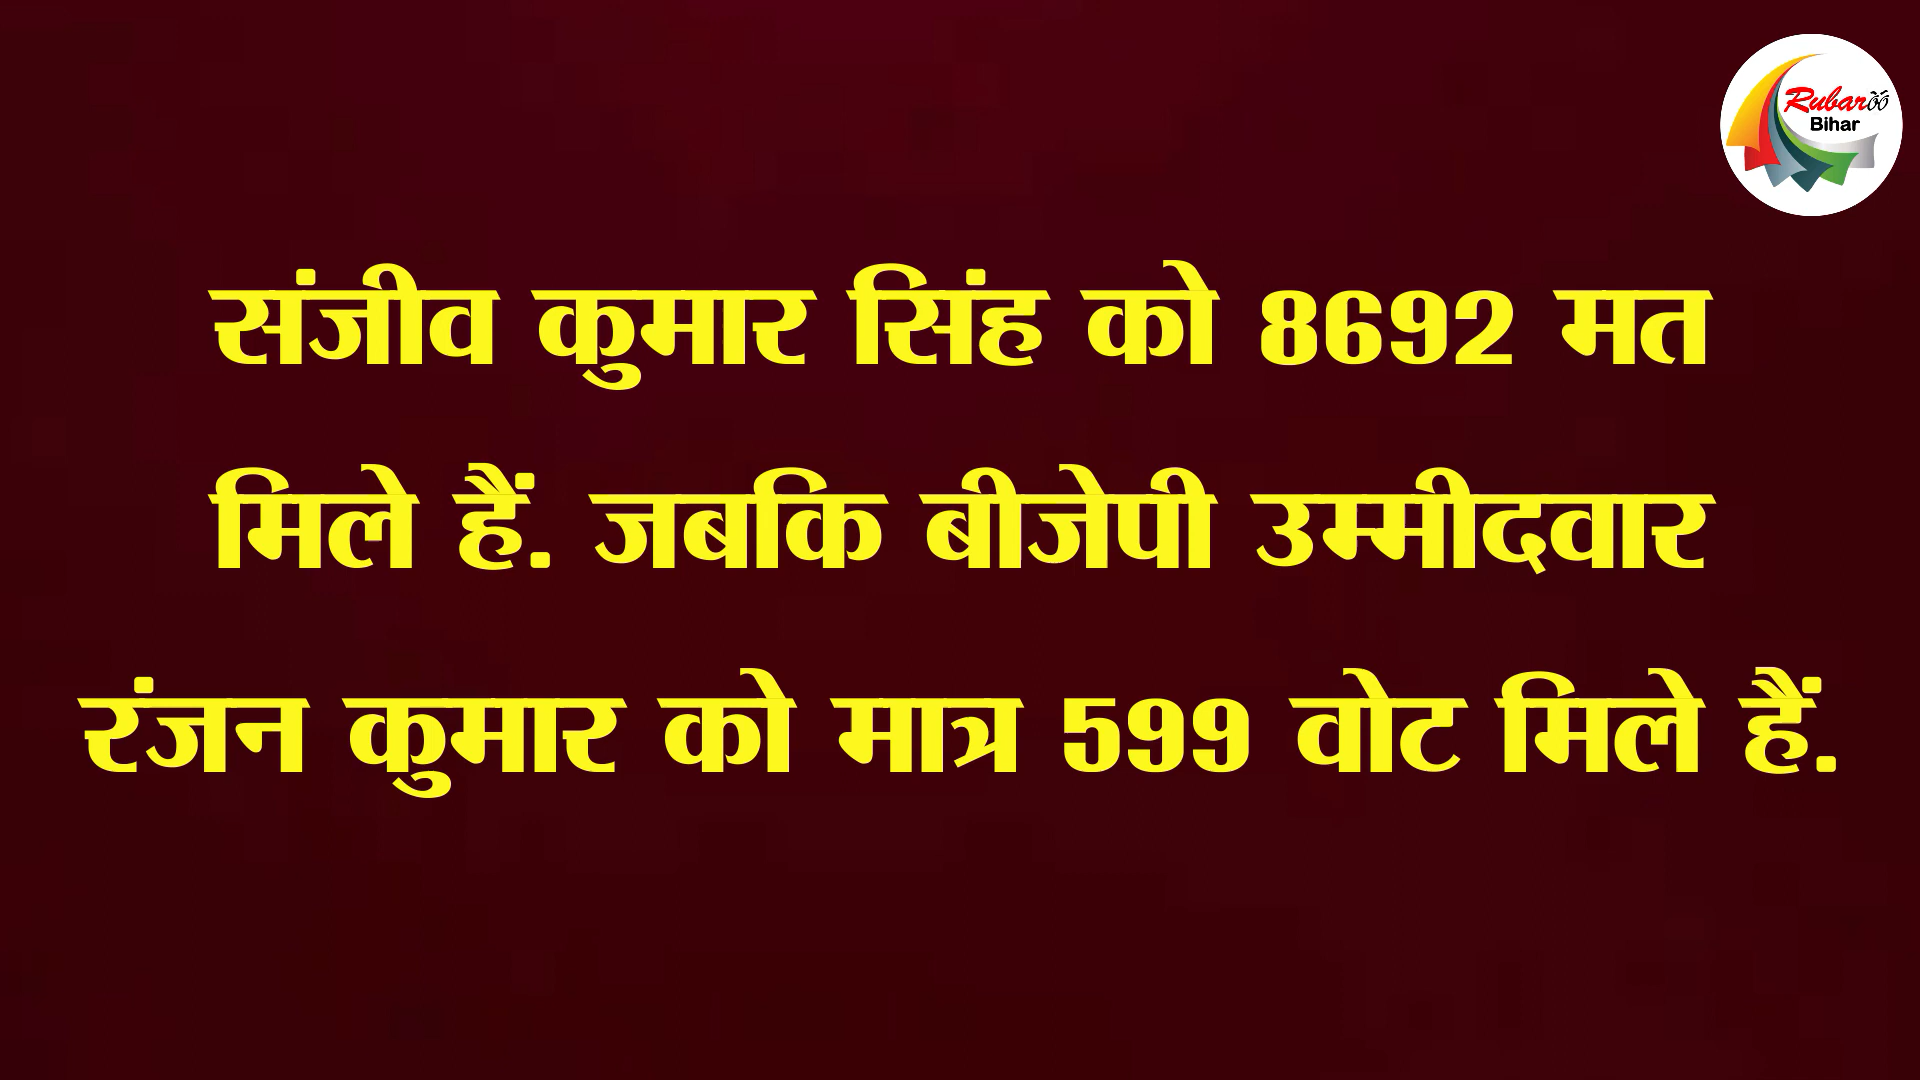 Rubaroo
Bihar
संजीव कुमार सिंह को 8692 मत
मिले हैं. जबकि बीजेपी उम्मीदवार
रंजन कुमार को मात्र 599 वोट मिले हैं.